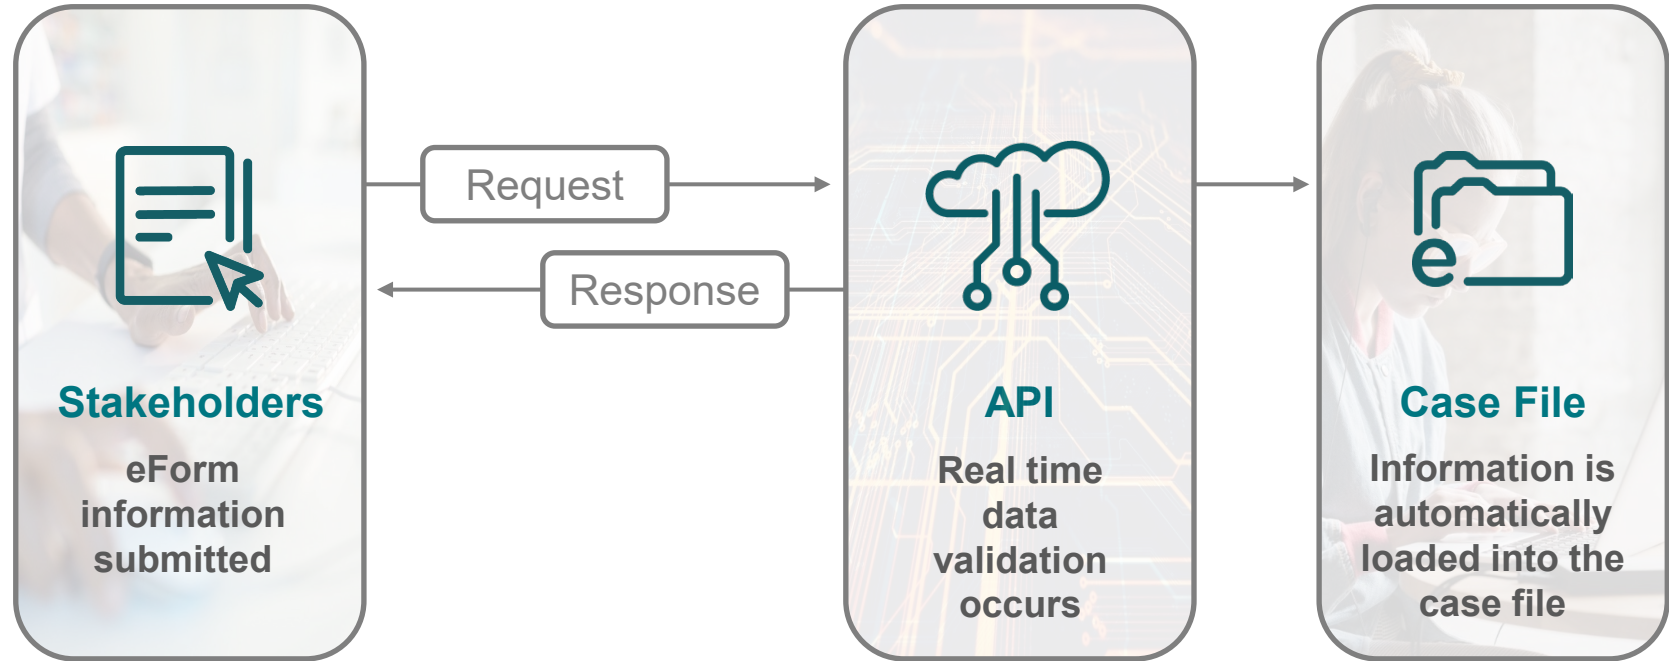 Request
Response
Stakeholders
eForm
information
submitted
API
Real time
data
validation
occurs
e
Case File
Information is
automatically
loaded into the
case file